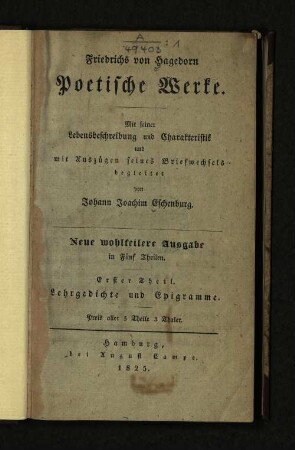 A
49403 :1
Friedrichs von Hagedorn
Poetische Werke.
Mit seiner
Lebensbeschreibung und Charakteristik
und
mit Auszügen seines Briefwechsels
begleitet
von
Johann Joachim Eschenburg.
Neue wohlfeilere Ausgabe
in Fünf Theilen.
Erster Theil.
Lehrgedichte und Epigramme.
Preis aller 5 Theile 2 Thaler.
Hamburg,
bei August Campe.
1825.